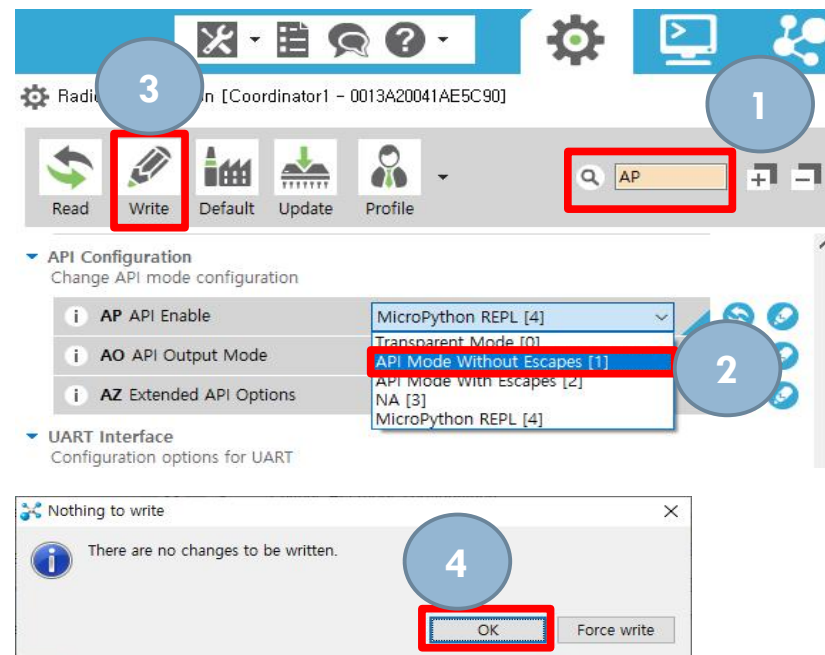 3
Radi n [Coordinator1 - 0013A20041AE5C90]
1
AP
Read Write Default Update Profile
API Configuration
Change API mode configuration
i AP API Enable MicroPython REPL [4]
Transparent Mode [0]
i AO API Output Mode API Mode Without Escapes [1]
2
API Mode With Escapes [2]
i AZ Extended API Options NA [3]
MicroPython REPL [4]
UART Interface
Configuration options for UART
Nothing to write
There are no changes to be written.
4
OK Force write